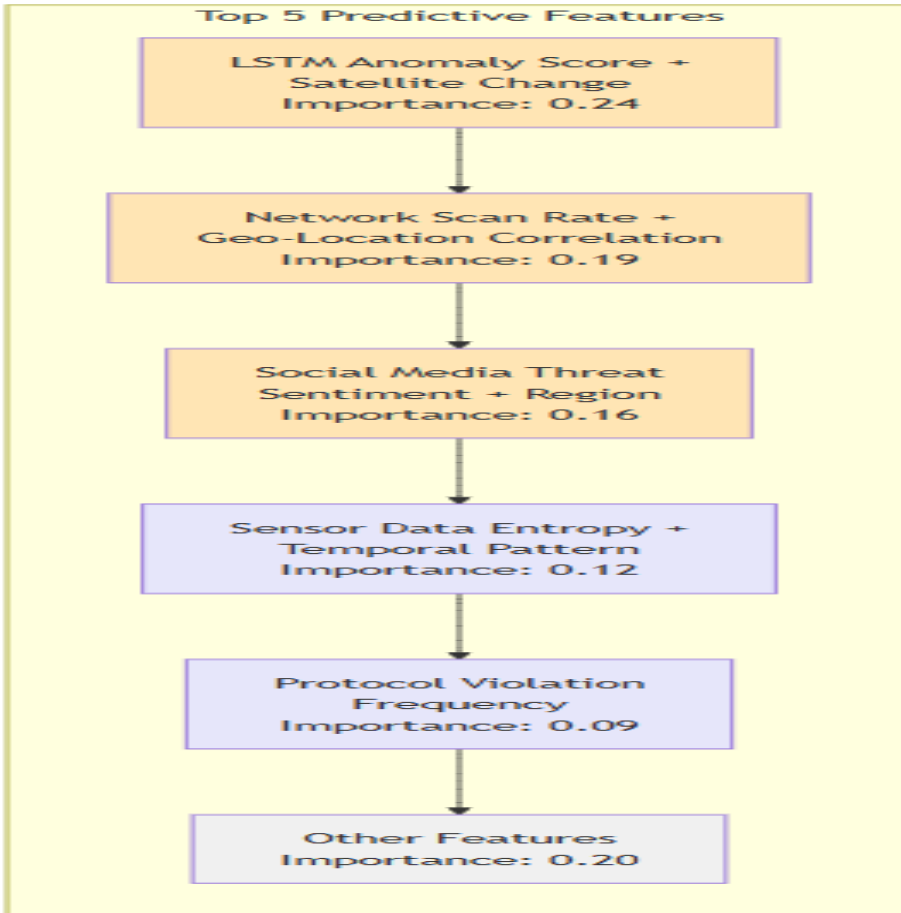 Top 5 Predictive Features
LSTM Anomaly Score +
Satellite Change
Importance: 0.24
Network Scan Rate +
Geo-Location Correlation
Importance: 0.19
Social Media Threat
Sentiment + Region
Importance: 0.16
Sensor Data Entropy +
Temporal Pattern
Importance: 0.12
Protocol Violation
Frequency
Importance: 0.09
Other Features
Importance: 0.20